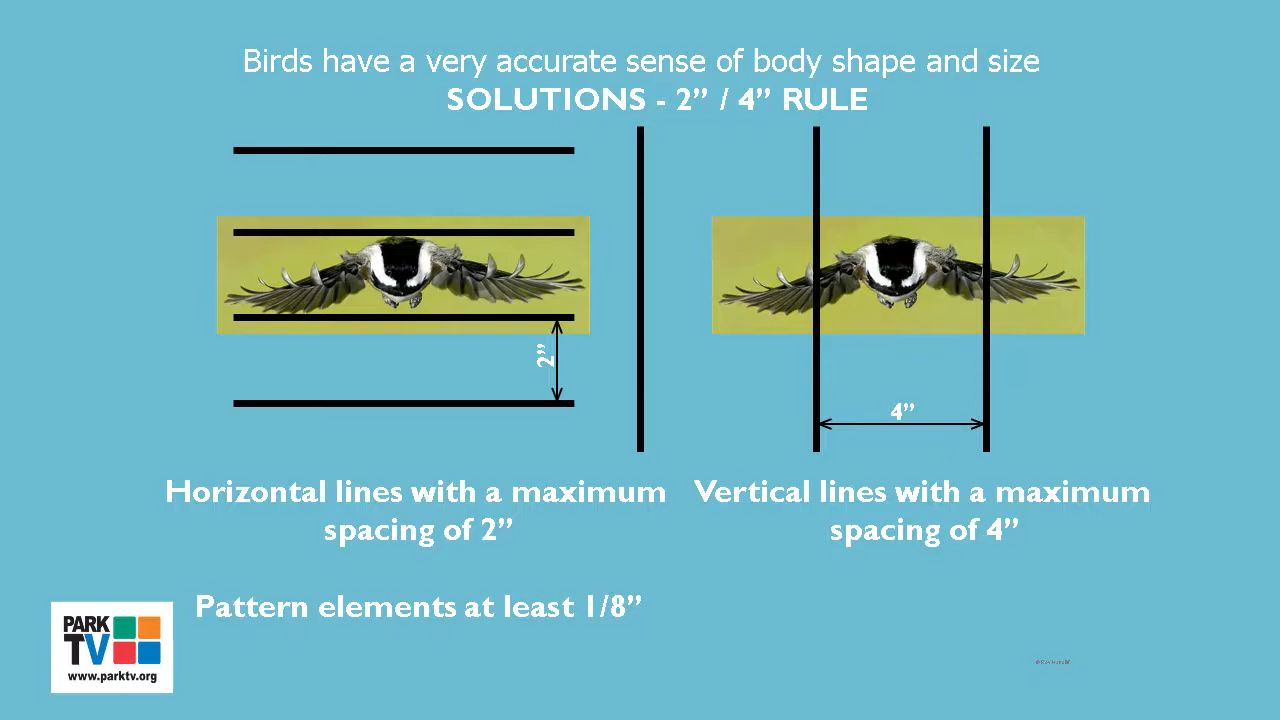 Birds have a very accurate sense of body shape and size
SOLUTIONS - 2” / 4” RULE
2”
4”
Horizontal lines with a maximum
spacing of 2”
Vertical lines with a maximum
spacing of 4”
Pattern elements at least 1/8”
PARK
TV
www.parktv.org